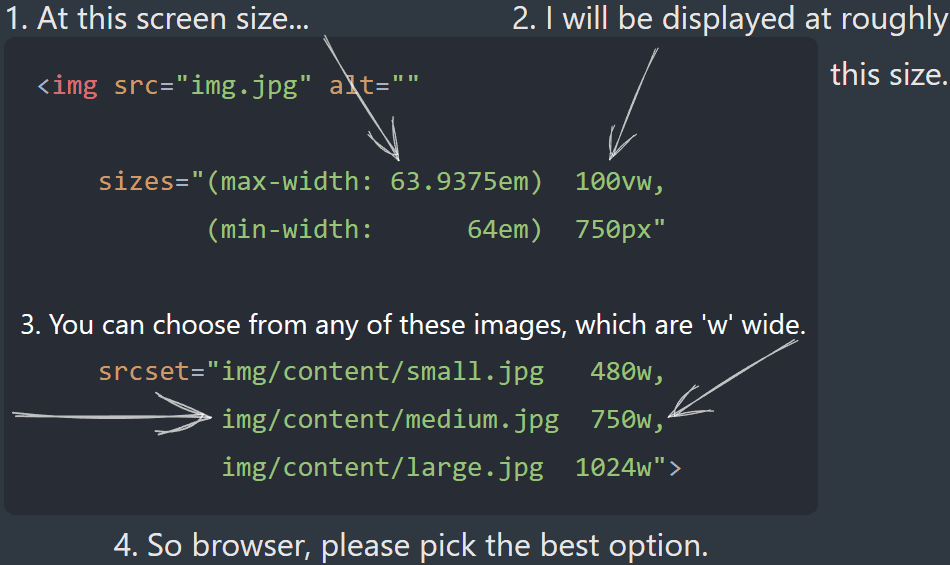 1. At this screen size...
2. I will be displayed at roughly
this size.
<img src="img.jpg" alt=""
sizes="(max-width: 63.9375em) 100vw,
(min-width: 64em) 750px"
3. You can choose from any of these images, which are 'w' wide.
srcset="img/content/small.jpg 480w,
img/content/medium.jpg 750w,
img/content/large.jpg 1024w">
4. So browser, please pick the best option.